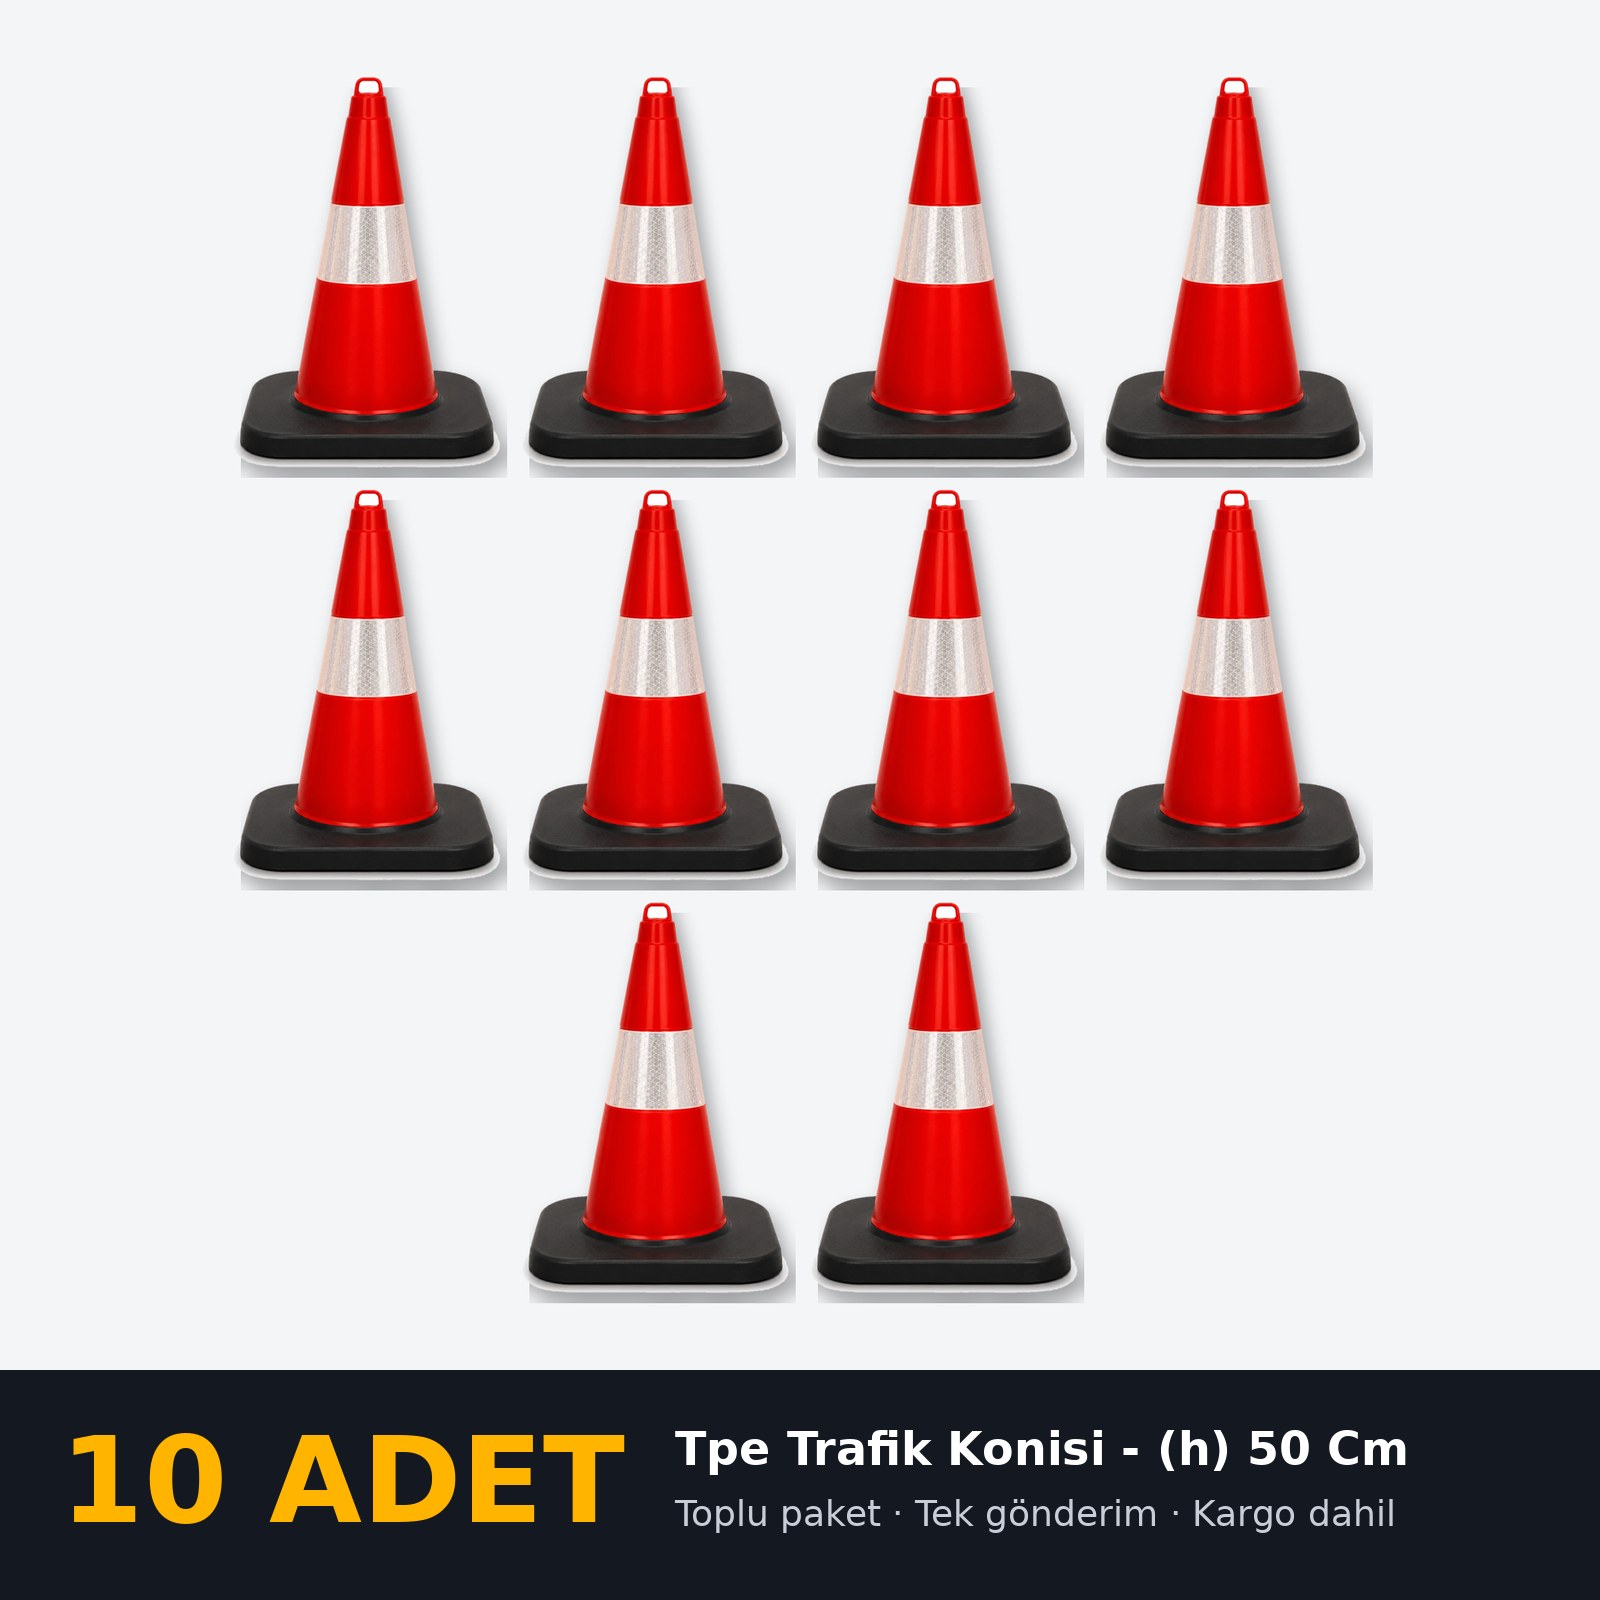 10 ADET
Tpe Trafik Konisi - (h) 50 Cm
Toplu paket · Tek gönderim · Kargo dahil